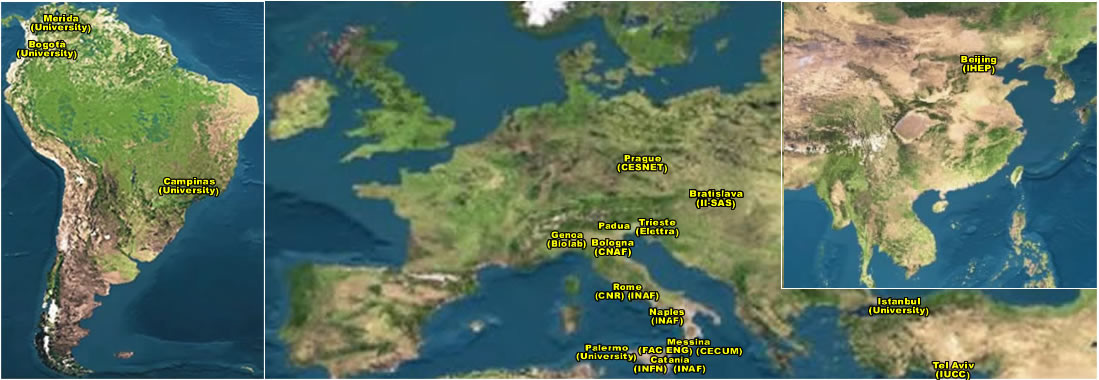 Merida
(University)
Bogotà
(University)
Campinas
(University)
Prague
(CESNET)
Bratislava
(II-SAS)
Padua
Trieste
(Elettra)
Genoa
(Biolab)
Bologna
(CNAF)
Rome
(CNR) (INAF)
Naples
(INAF)
Palermo
(University)
Messina
(FAC ENG) (CECUM)
Catania
(INFN) (INAF)
Beijing
(IHEP)
Istanbul
(University)
Tel Aviv
(IUCC)